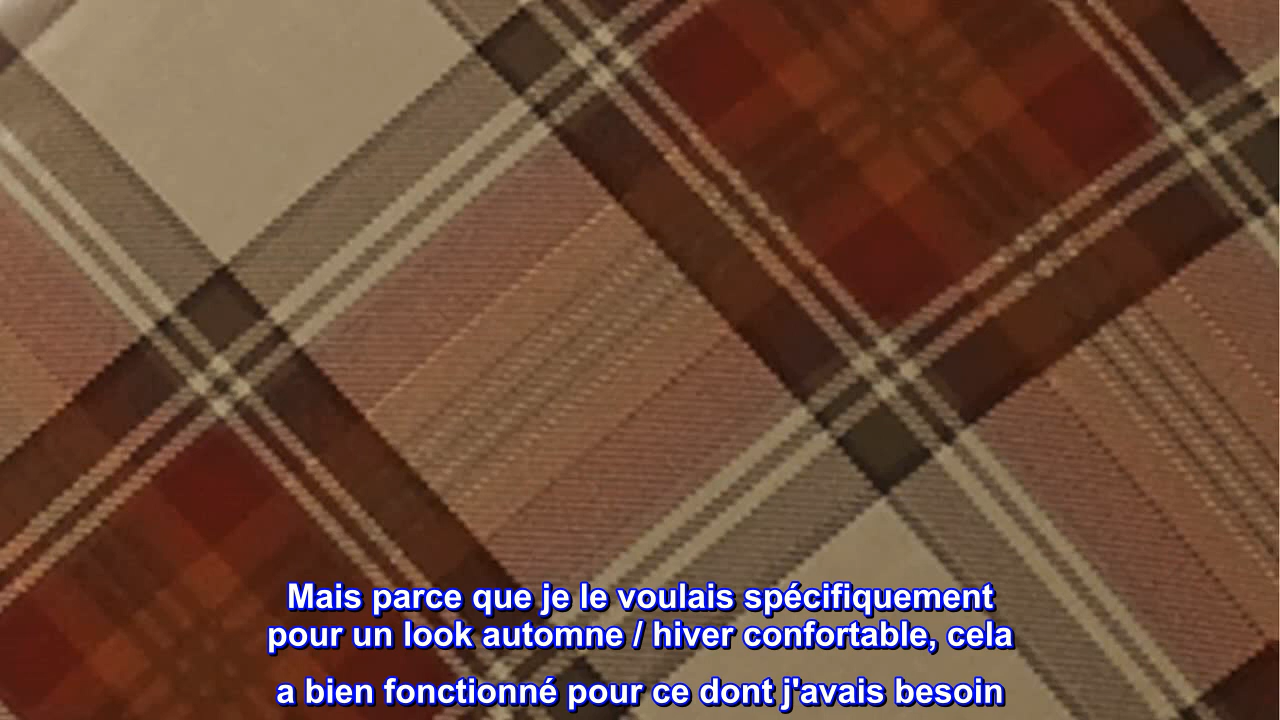 Mais parce que je le voulais spécifiquement
pour un look automne / hiver confortable, cela
a bien fonctionné pour ce dont j'avais besoin